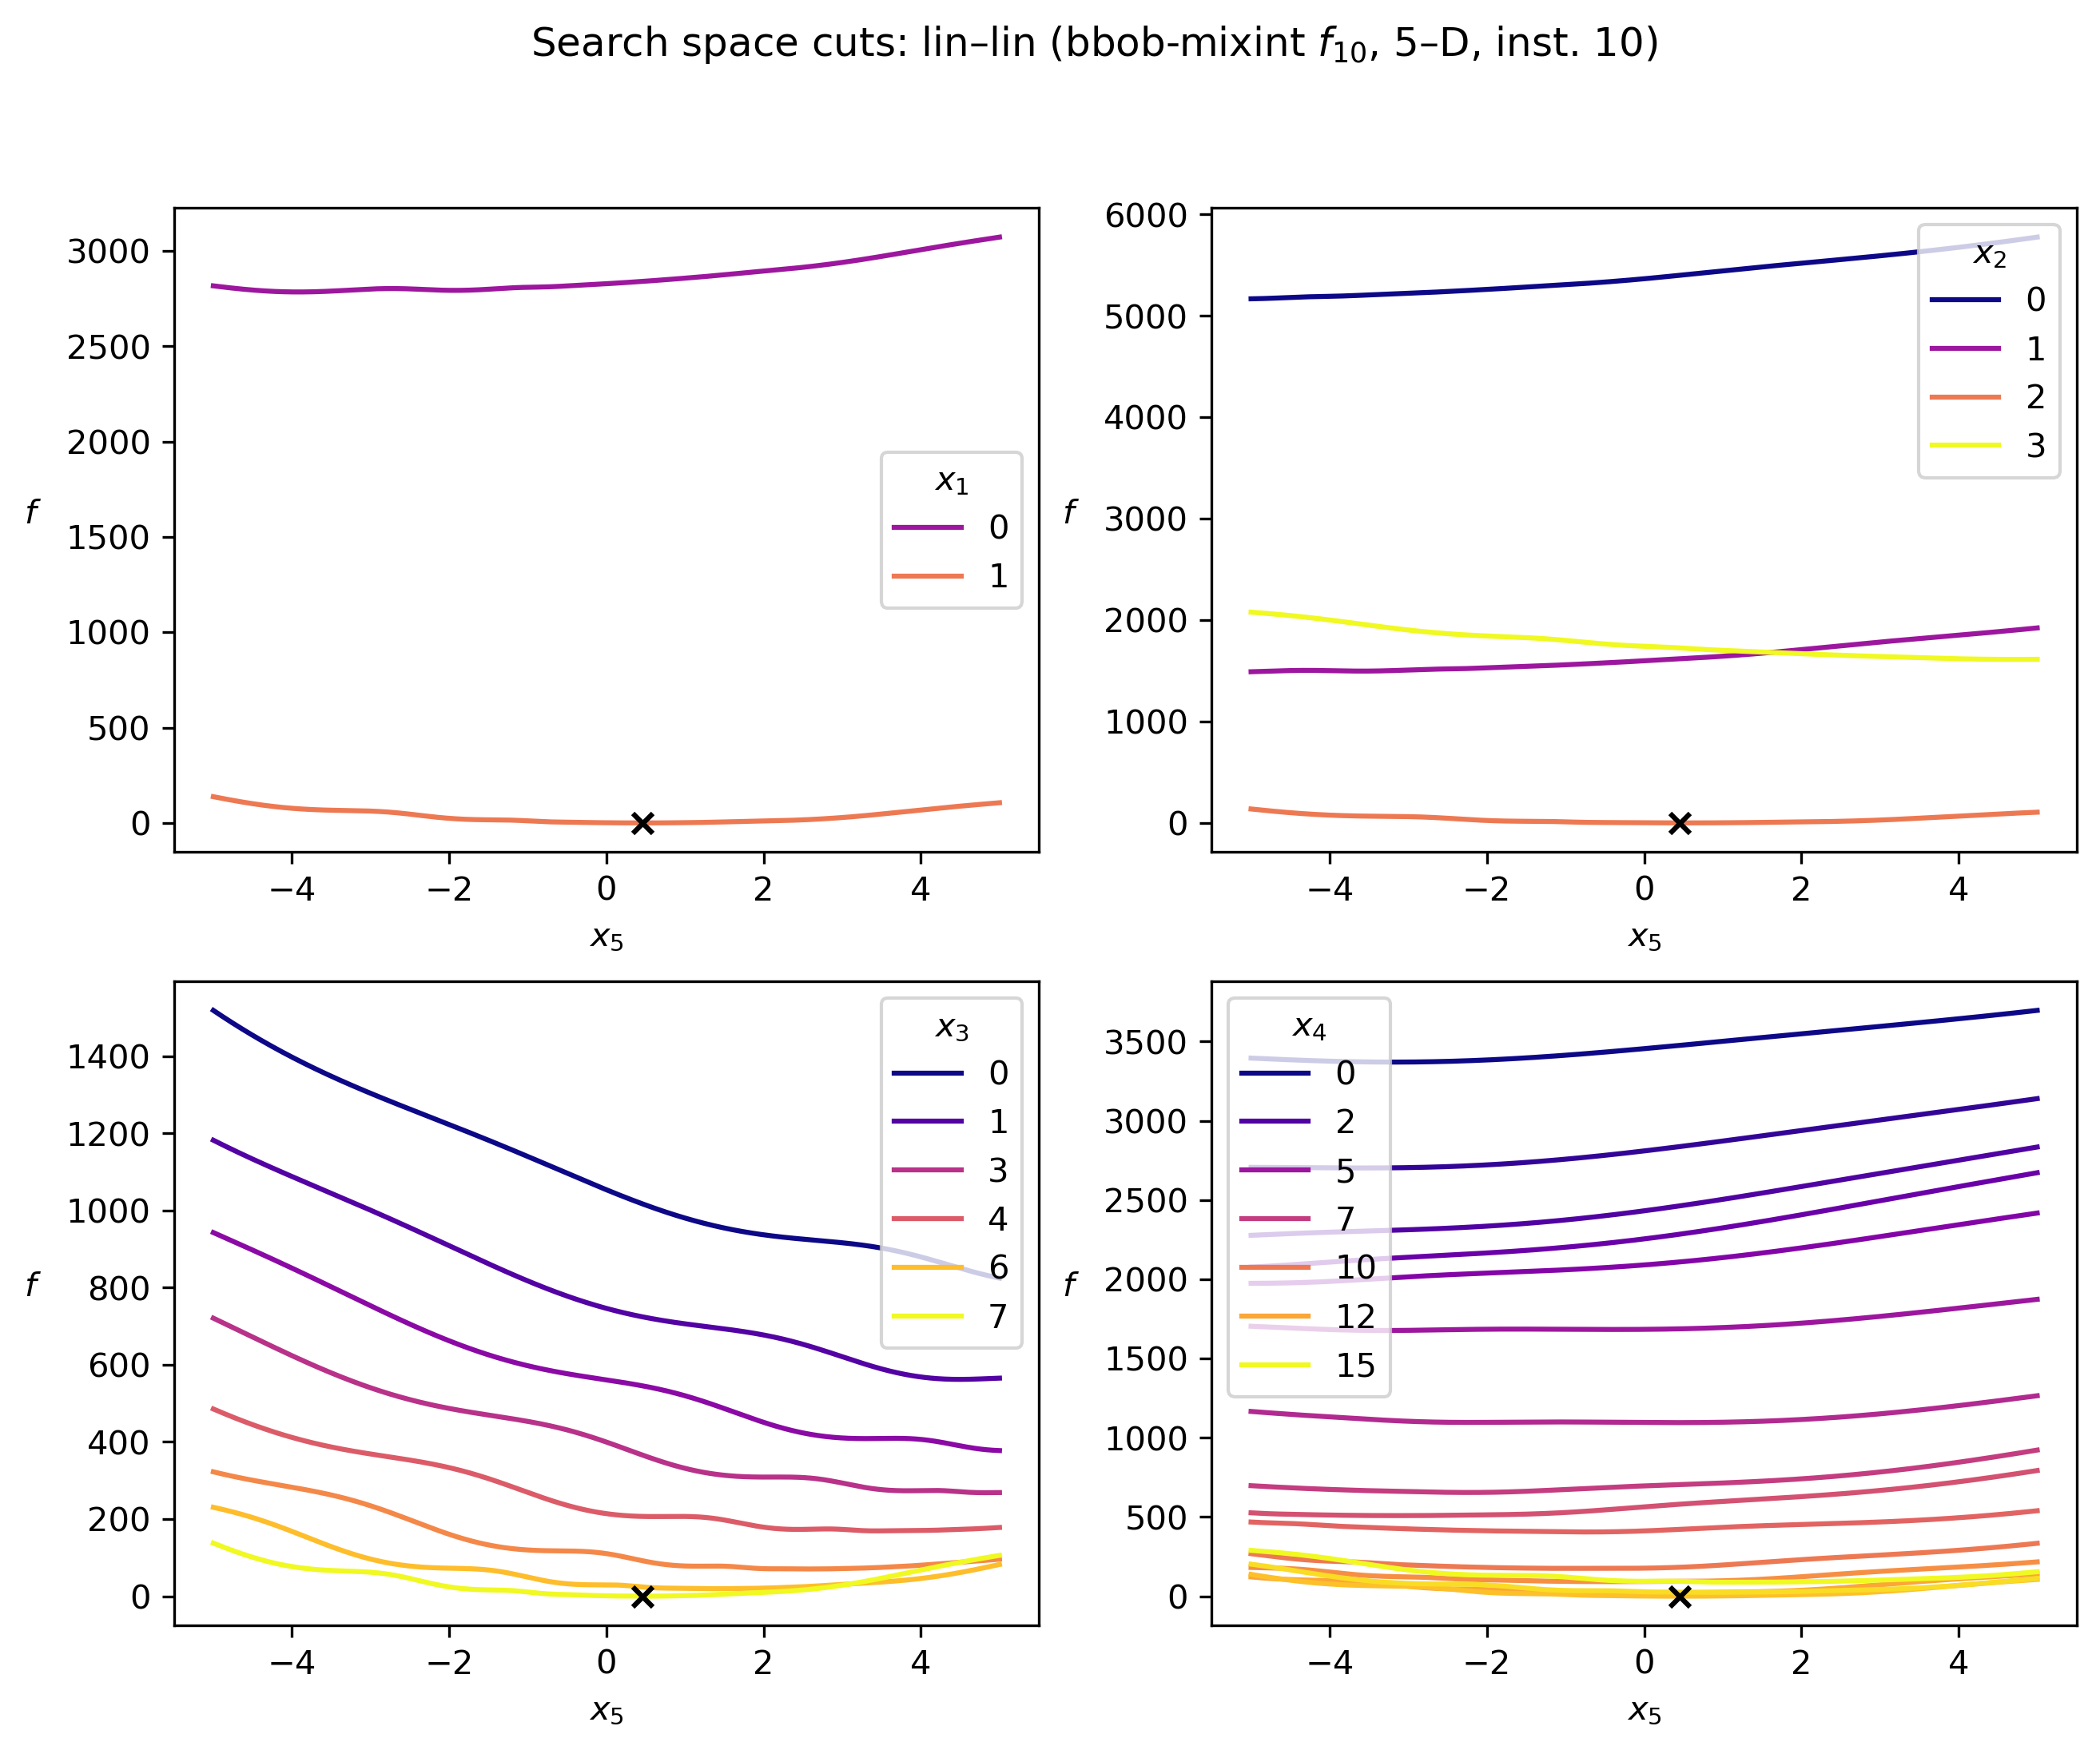 Search space cuts: lin–lin (bbob-mixint f10, 5–D, inst. 10)
3000
2500
2000
1500
1000
500
0
f
x1
0
1
−4 −2 0 2 4
x5
6000
5000
4000
3000
2000
1000
0
f
x2
0
1
2
3
−4 −2 0 2 4
x5
1400
1200
1000
800
600
400
200
0
f
x3
0
1
3
4
6
7
−4 −2 0 2 4
x5
3500
3000
2500
2000
1500
1000
500
0
f
x4
0
2
5
7
10
12
15
−4 −2 0 2 4
x5